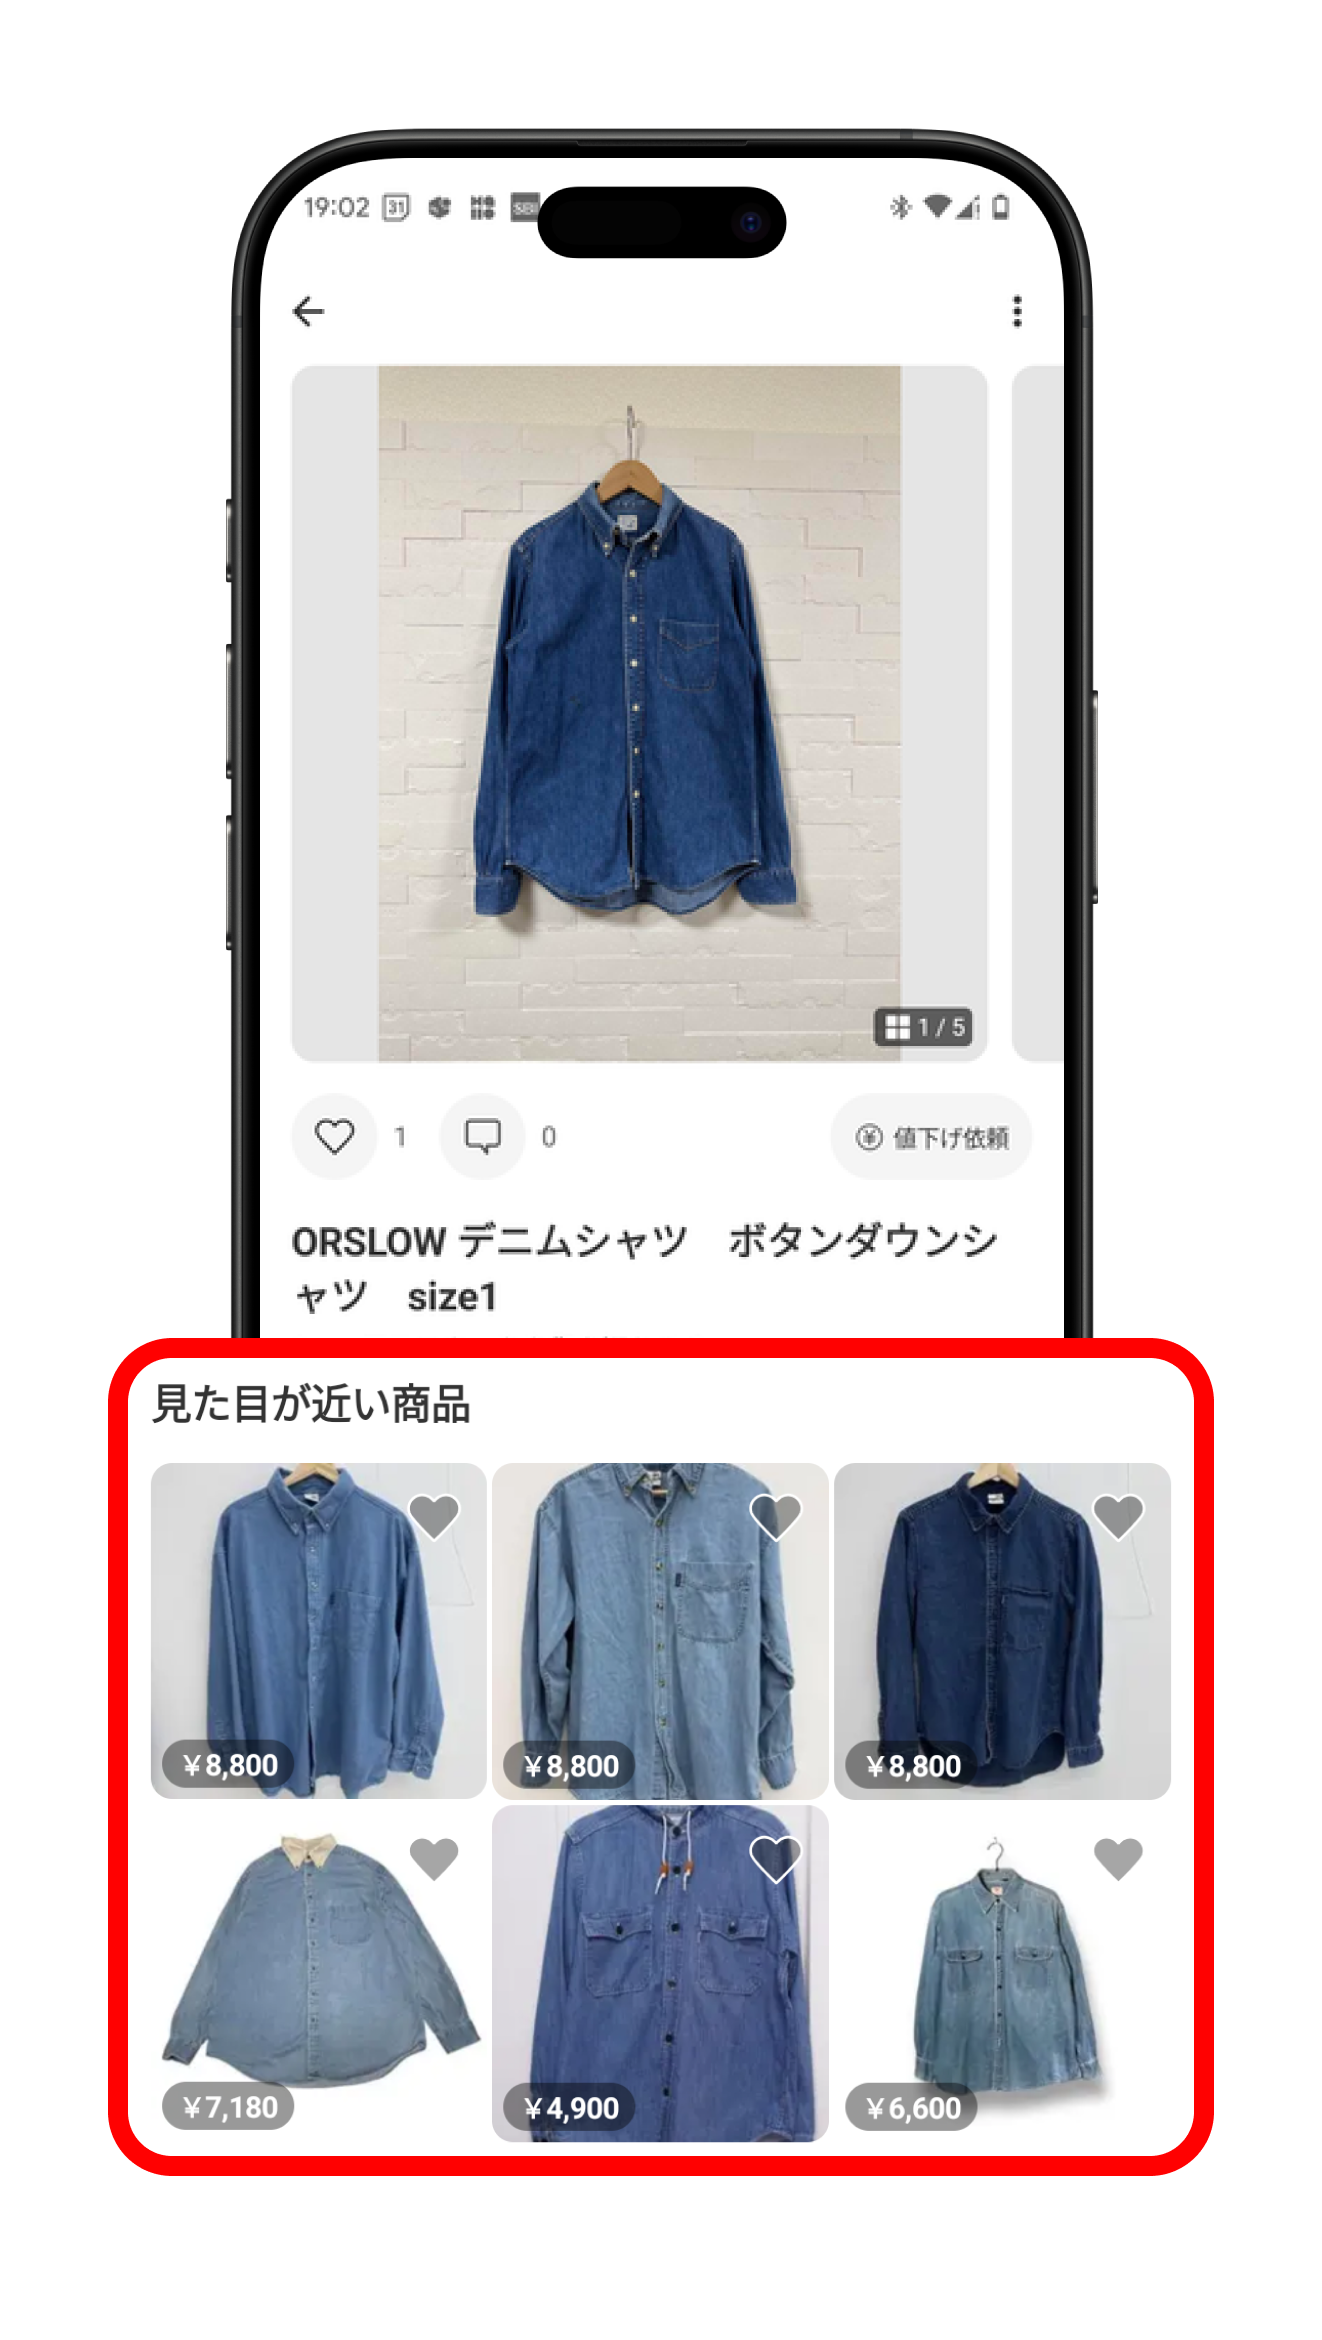 19:02 31 SBI
1 / 5
1 0 値下げ依頼
ORSLOW デニムシャツ　ボタンダウンシ
ャツ　size1
見た目が近い商品
¥8,800 ¥8,800 ¥8,800
¥7,180 ¥4,900 ¥6,600